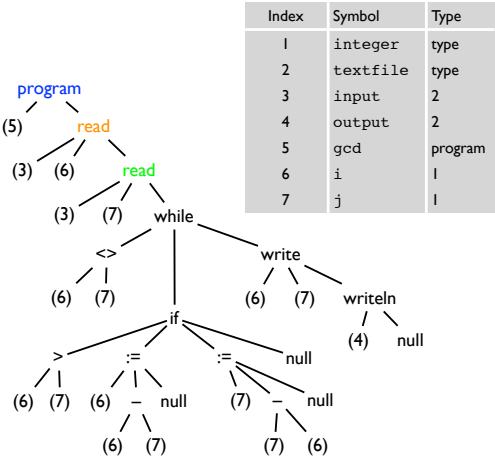 Index Symbol Type
1 integer type
2 textfile type
3 input 2
4 output 2
5 gcd program
6 i 1
7 j 1
program
(5) read
(3) (6) read
(3) (7) while
<> write
(6) (7) (6) (7) writeln
if (4) null
> := := null
(6) (7) (6) – null (7) – null
(6) (7) (7) (6)